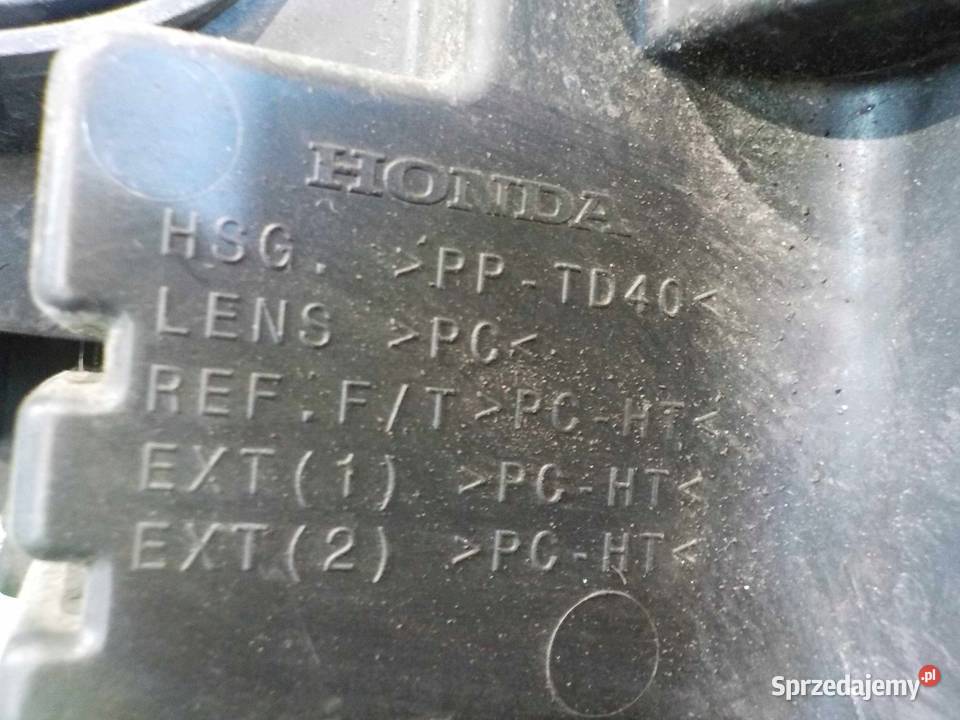 HONDA
HSG. >PP-TD40<
LENS >PC<
REF.F/T>PC-HT<
EXT(1) >PC-HT<
EXT(2) >PC-HT<
Sprzedajemy.pl